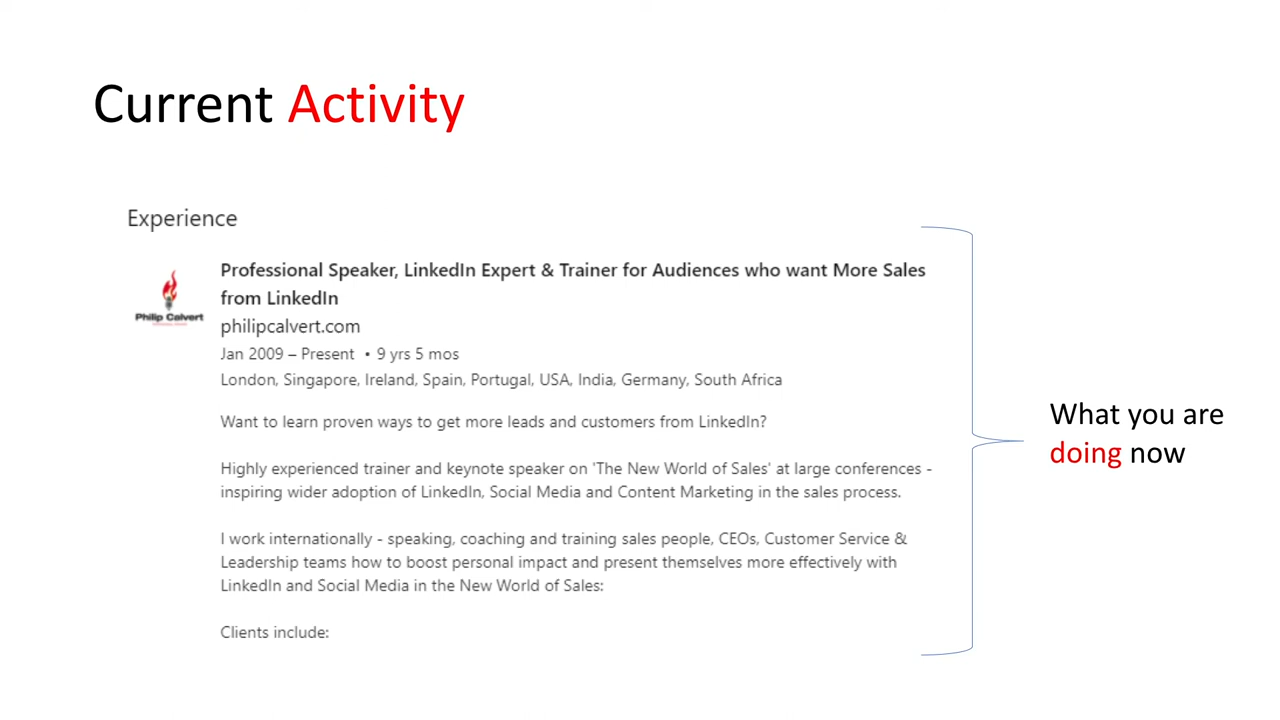 Current Activity
Experience
Professional Speaker, LinkedIn Expert & Trainer for Audiences who want More Sales
from LinkedIn
Philip Calvert
philipcalvert.com
Jan 2009 – Present • 9 yrs 5 mos
London, Singapore, Ireland, Spain, Portugal, USA, India, Germany, South Africa
Want to learn proven ways to get more leads and customers from LinkedIn?
Highly experienced trainer and keynote speaker on 'The New World of Sales' at large conferences -
inspiring wider adoption of LinkedIn, Social Media and Content Marketing in the sales process.
I work internationally - speaking, coaching and training sales people, CEOs, Customer Service &
Leadership teams how to boost personal impact and present themselves more effectively with
LinkedIn and Social Media in the New World of Sales:
Clients include:
What you are
doing now